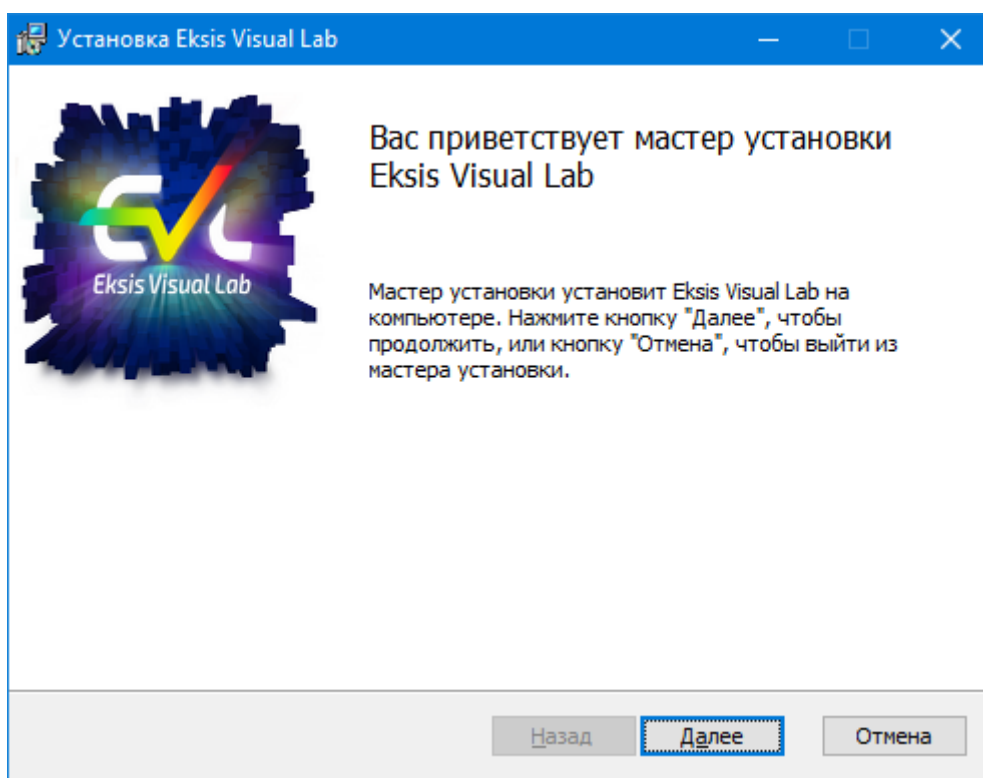 Установка Eksis Visual Lab
EVL
Eksis Visual Lab
Вас приветствует мастер установки
Eksis Visual Lab
Мастер установки установит Eksis Visual Lab на
компьютере. Нажмите кнопку "Далее", чтобы
продолжить, или кнопку "Отмена", чтобы выйти из
мастера установки.
Назад
Далее
Отмена